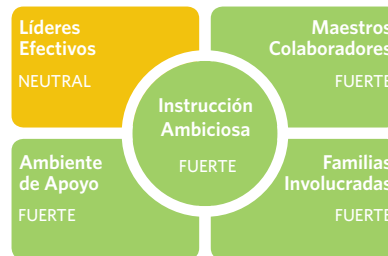 Líderes
Efectivos
NEUTRAL
Maestros
Colaboradores
FUERTE
Instrucción
Ambiciosa
FUERTE
Ambiente
de Apoyo
FUERTE
Familias
Involucradas
FUERTE